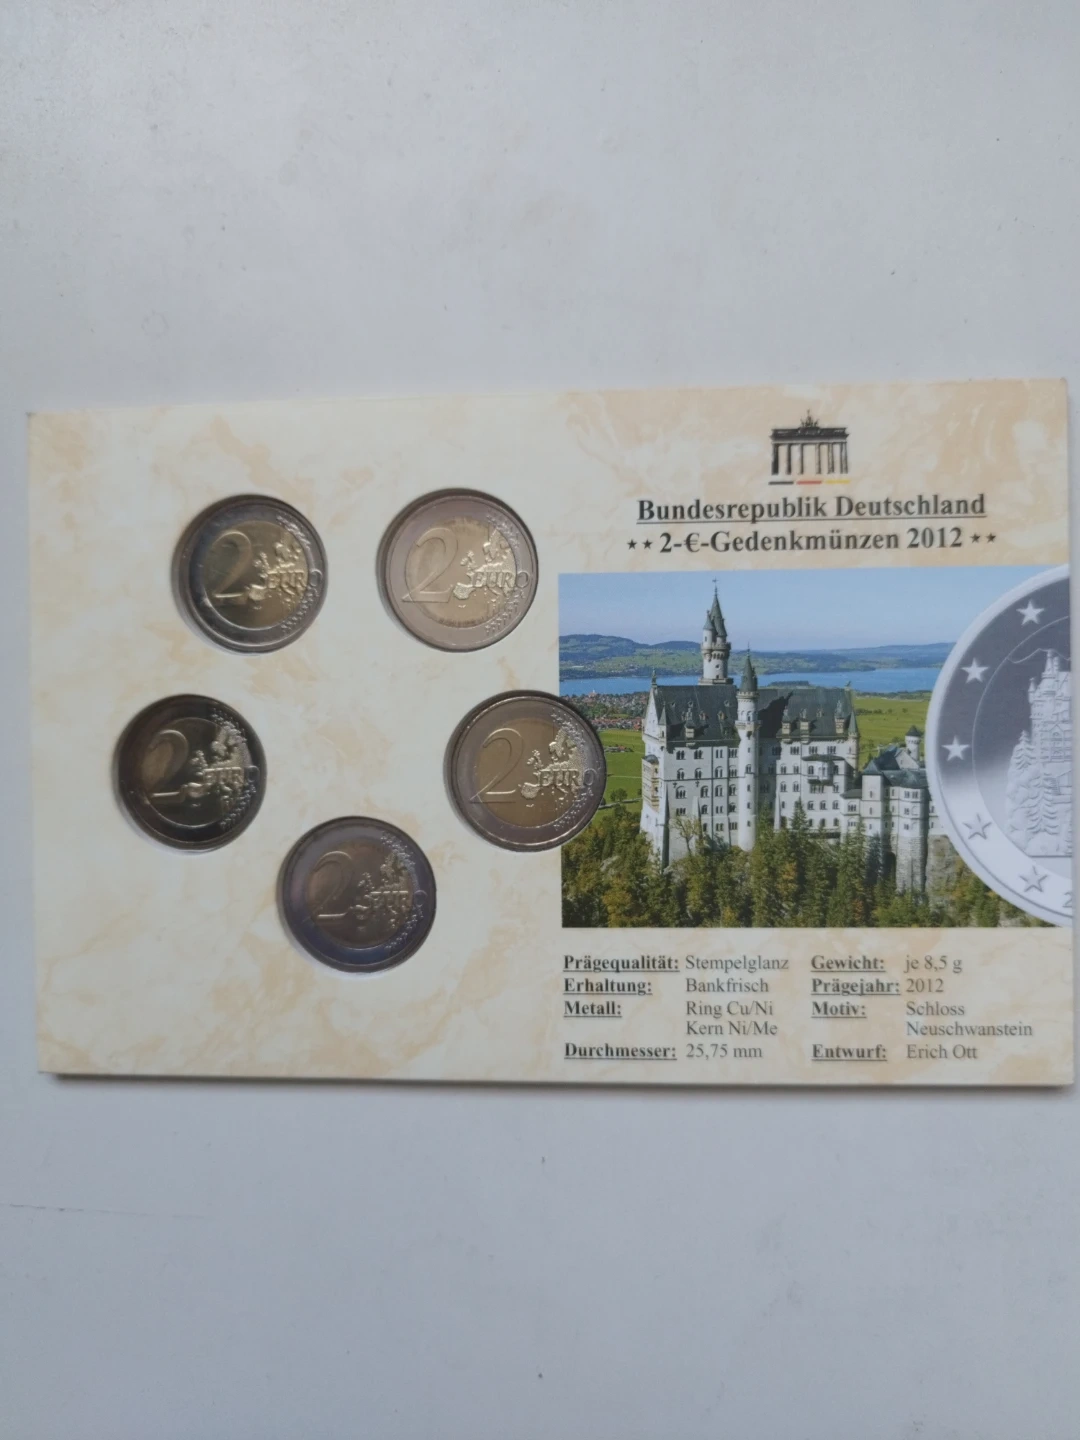 Bundesrepublik Deutschland
★★ 2-€-Gedenkmünzen 2012 ★★
2 EURO
2 EURO
2 EURO
2 EURO
2 EURO
2
Prägequalität: Stempelglanz Gewicht: je 8,5 g
Erhaltung: Bankfrisch Prägejahr: 2012
Metall: Ring Cu/Ni Motiv: Schloss
Kern Ni/Me Neuschwanstein
Durchmesser: 25,75 mm Entwurf: Erich Ott